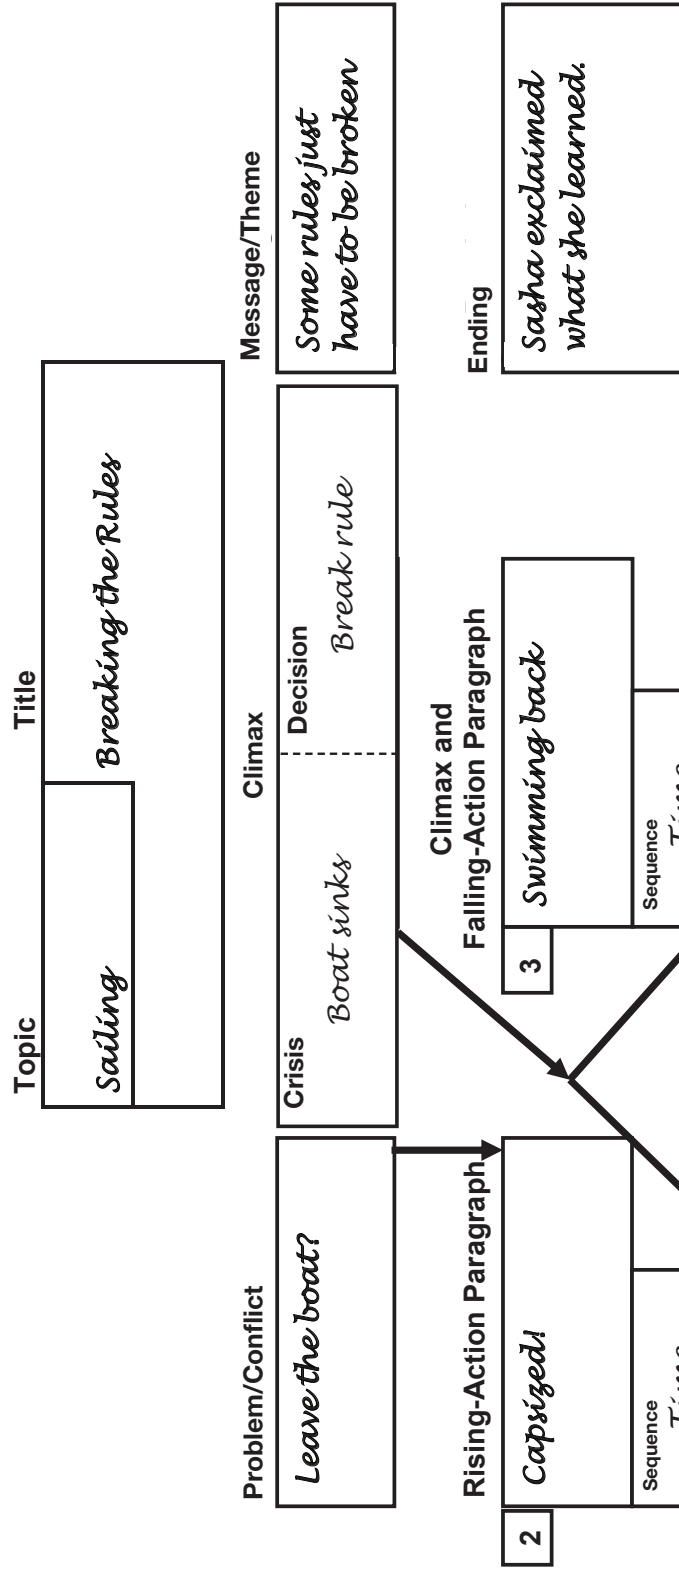 Topic
Title
Sailing
Breaking the Rules
Problem/Conflict
Climax
Message/Theme
Leave the boat?
Crisis
Boat sinks
Decision
Break rule
Some rules just
have to be broken
Rising-Action Paragraph
Climax and
Falling-Action Paragraph
Ending
2
Capsized!
3
Swimming back
Sasha exclaimed
what she learned.
Sequence
Sequence